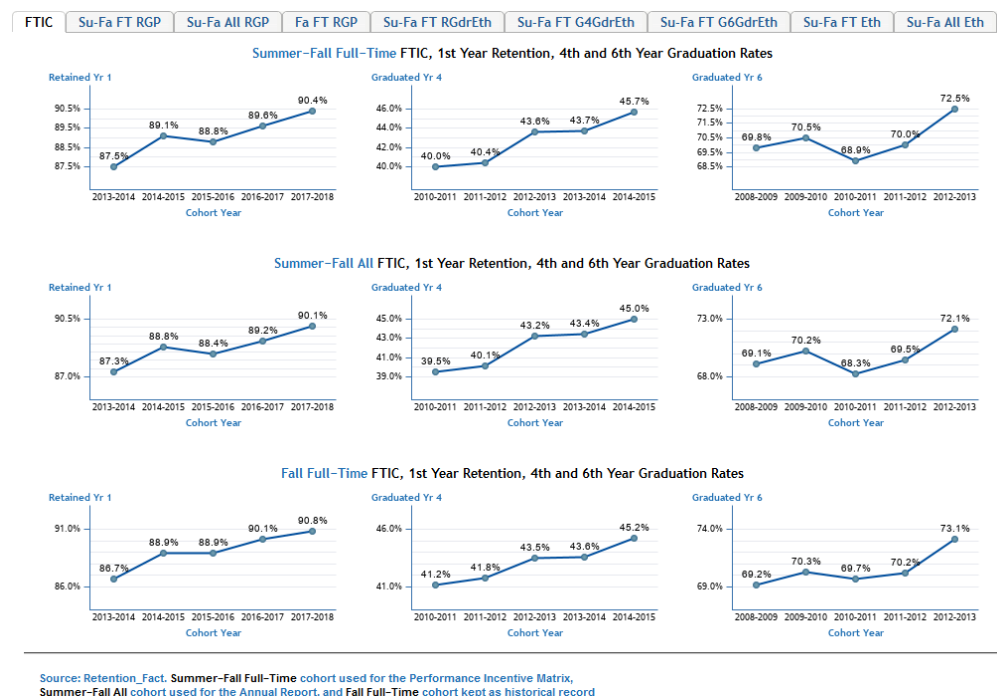 FTIC Su-Fa FT RGP Su-Fa All RGP Fa FT RGP Su-Fa FT RGdrEth Su-Fa FT G4GdrEth Su-Fa FT G6GdrEth Su-Fa FT Eth Su-Fa All Eth
Summer-Fall Full-Time FTIC, 1st Year Retention, 4th and 6th Year Graduation Rates
Retained Yr 1
90.5%
89.5%
88.5%
87.5%
87.5%
89.1%
88.8%
89.6%
90.4%
2013-2014 2014-2015 2015-2016 2016-2017 2017-2018
Cohort Year
Graduated Yr 4
46.0%
44.0%
42.0%
40.0%
40.0%
40.4%
43.6%
43.7%
45.7%
2010-2011 2011-2012 2012-2013 2013-2014 2014-2015
Cohort Year
Graduated Yr 6
72.5%
71.5%
70.5%
69.5%
68.5%
69.8%
70.5%
68.9%
70.0%
72.5%
2008-2009 2009-2010 2010-2011 2011-2012 2012-2013
Cohort Year
Summer-Fall All FTIC, 1st Year Retention, 4th and 6th Year Graduation Rates
Retained Yr 1
90.5%
87.0%
87.3%
88.8%
88.4%
89.2%
90.1%
2013-2014 2014-2015 2015-2016 2016-2017 2017-2018
Cohort Year
Graduated Yr 4
45.0%
43.0%
41.0%
39.0%
39.5%
40.1%
43.2%
43.4%
45.0%
2010-2011 2011-2012 2012-2013 2013-2014 2014-2015
Cohort Year
Graduated Yr 6
73.0%
68.0%
69.1%
70.2%
68.3%
69.5%
72.1%
2008-2009 2009-2010 2010-2011 2011-2012 2012-2013
Cohort Year
Fall Full-Time FTIC, 1st Year Retention, 4th and 6th Year Graduation Rates
Retained Yr 1
91.0%
86.0%
86.7%
88.9%
88.9%
90.1%
90.8%
2013-2014 2014-2015 2015-2016 2016-2017 2017-2018
Cohort Year
Graduated Yr 4
46.0%
41.0%
41.2%
41.8%
43.5%
43.6%
45.2%
2010-2011 2011-2012 2012-2013 2013-2014 2014-2015
Cohort Year
Graduated Yr 6
74.0%
69.0%
69.2%
70.3%
69.7%
70.2%
73.1%
2008-2009 2009-2010 2010-2011 2011-2012 2012-2013
Cohort Year
Source: Retention_Fact. Summer-Fall Full-Time cohort used for the Performance Incentive Matrix,
Summer-Fall All cohort used for the Annual Report, and Fall Full-Time cohort kept as historical record